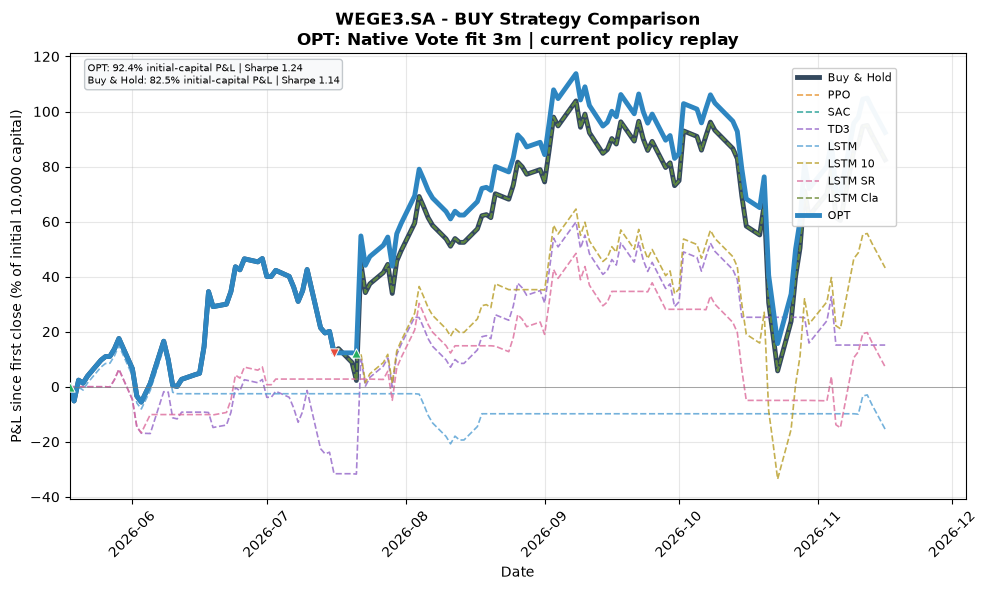 WEGE3.SA - BUY Strategy Comparison
OPT: Native Vote fit 3m | current policy replay
OPT: 92.4% initial-capital P&L | Sharpe 1.24
Buy & Hold: 82.5% initial-capital P&L | Sharpe 1.14
Buy & Hold
PPO
SAC
TD3
LSTM
LSTM 10
LSTM SR
LSTM Cla
OPT
P&L since first close (% of initial 10,000 capital)
120
100
80
60
40
20
0
−20
−40
2026-06
2026-07
2026-08
2026-09
2026-10
2026-11
2026-12
Date